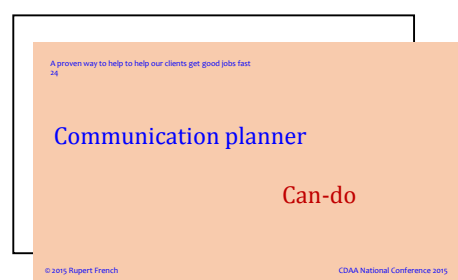 A proven way to help to help our clients get good jobs fast
24
Communication planner
Can-do
© 2015 Rupert French
CDAA National Conference 2015